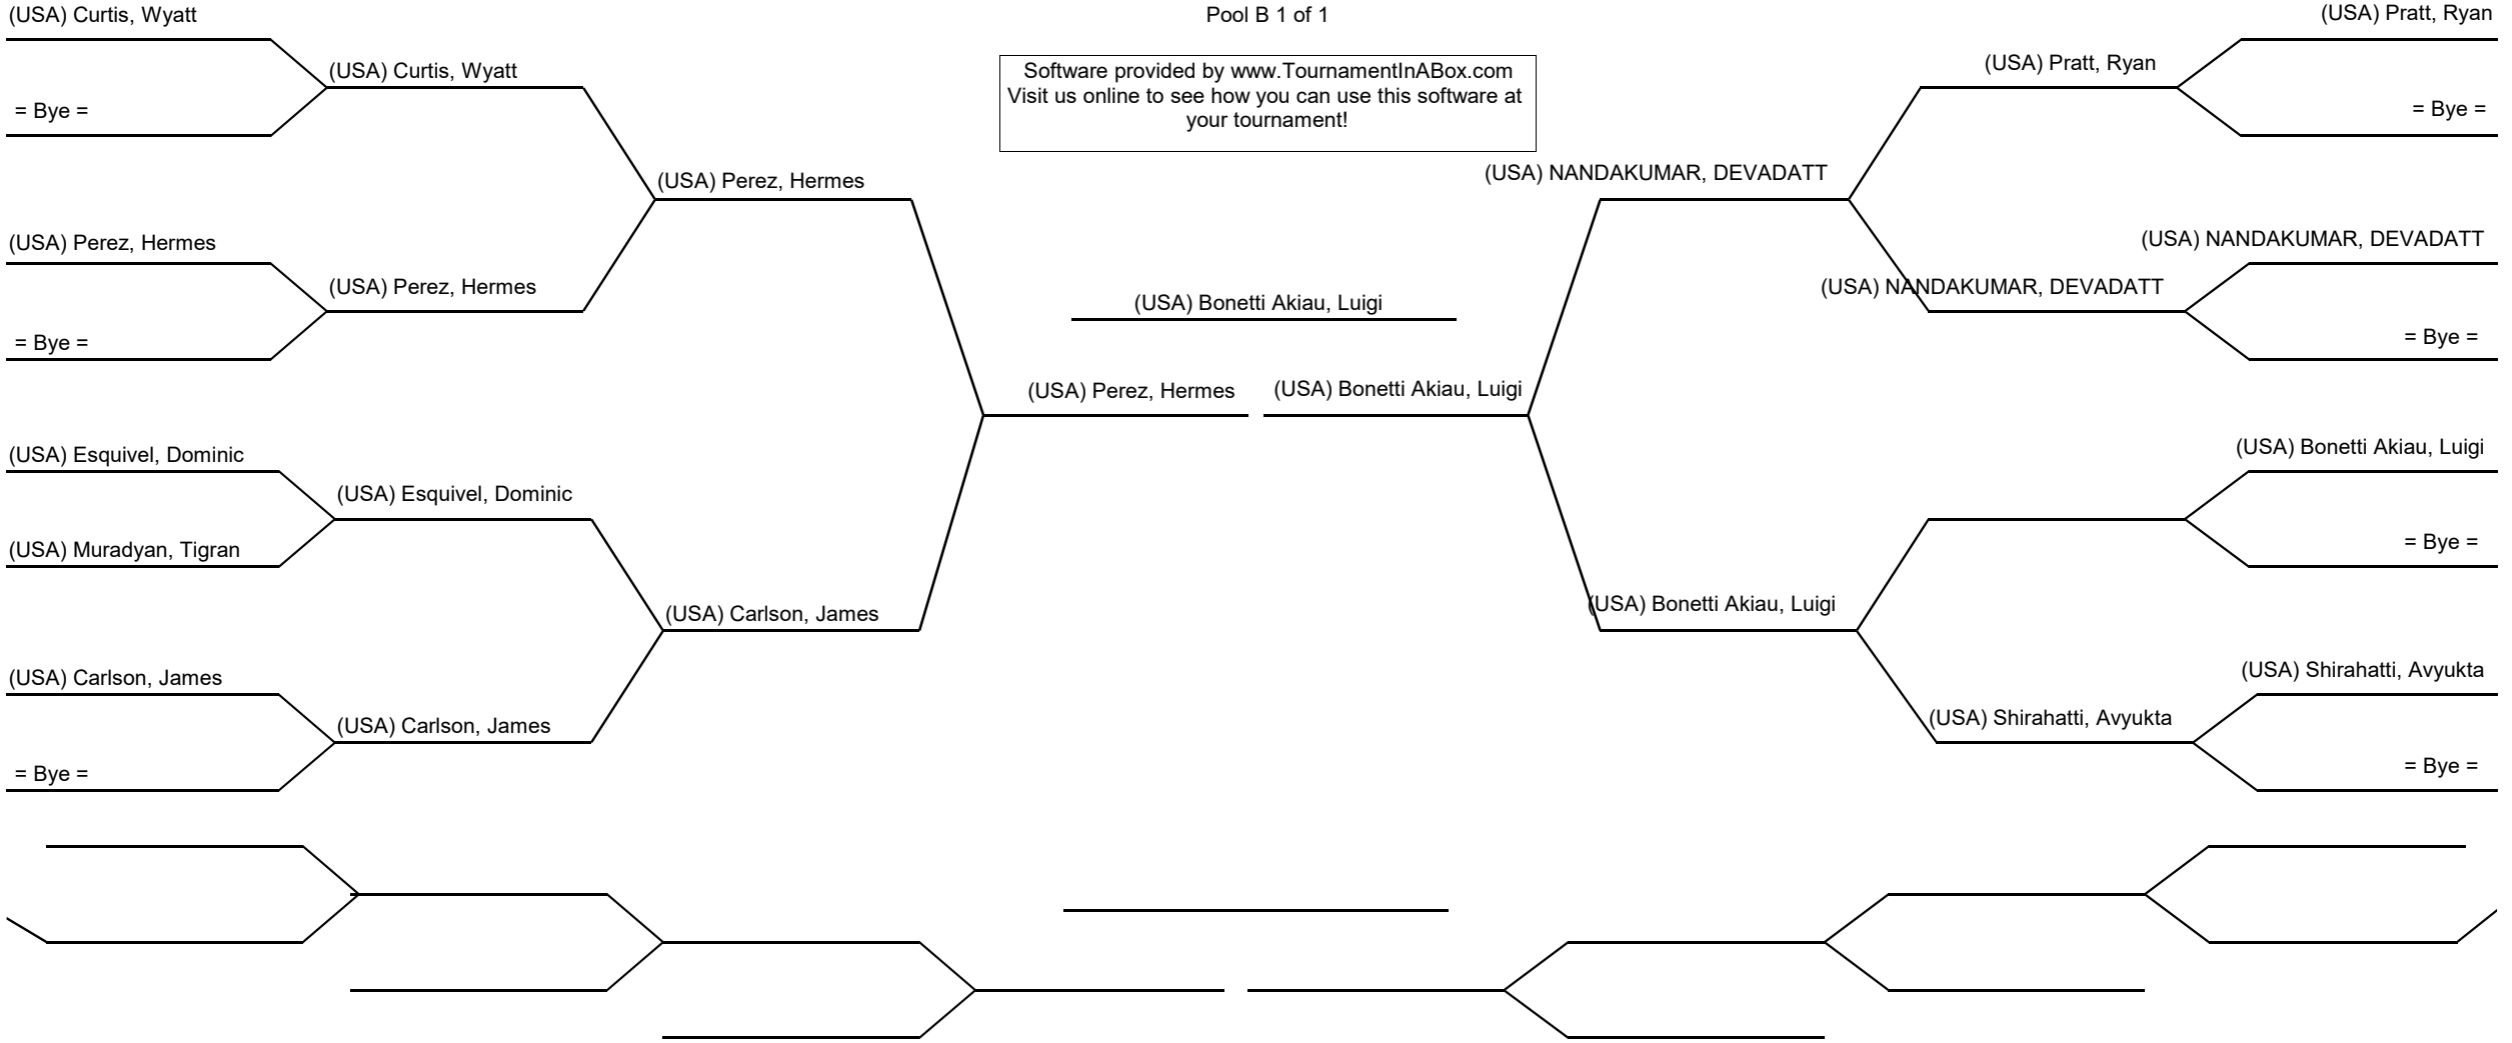 (USA) Curtis, Wyatt
Pool B 1 of 1
(USA) Pratt, Ryan
(USA) Curtis, Wyatt
Software provided by www.TournamentInABox.com
Visit us online to see how you can use this software at
your tournament!
(USA) Pratt, Ryan
= Bye =
= Bye =
(USA) Perez, Hermes
(USA) NANDAKUMAR, DEVADATT
(USA) Perez, Hermes
(USA) NANDAKUMAR, DEVADATT
(USA) Perez, Hermes
(USA) Bonetti Akiau, Luigi
(USA) NANDAKUMAR, DEVADATT
= Bye =
= Bye =
(USA) Perez, Hermes
(USA) Bonetti Akiau, Luigi
(USA) Esquivel, Dominic
(USA) Bonetti Akiau, Luigi
(USA) Esquivel, Dominic
(USA) Muradyan, Tigran
= Bye =
(USA) Carlson, James
(USA) Bonetti Akiau, Luigi
(USA) Carlson, James
(USA) Shirahatti, Avyukta
(USA) Carlson, James
(USA) Shirahatti, Avyukta
= Bye =
= Bye =